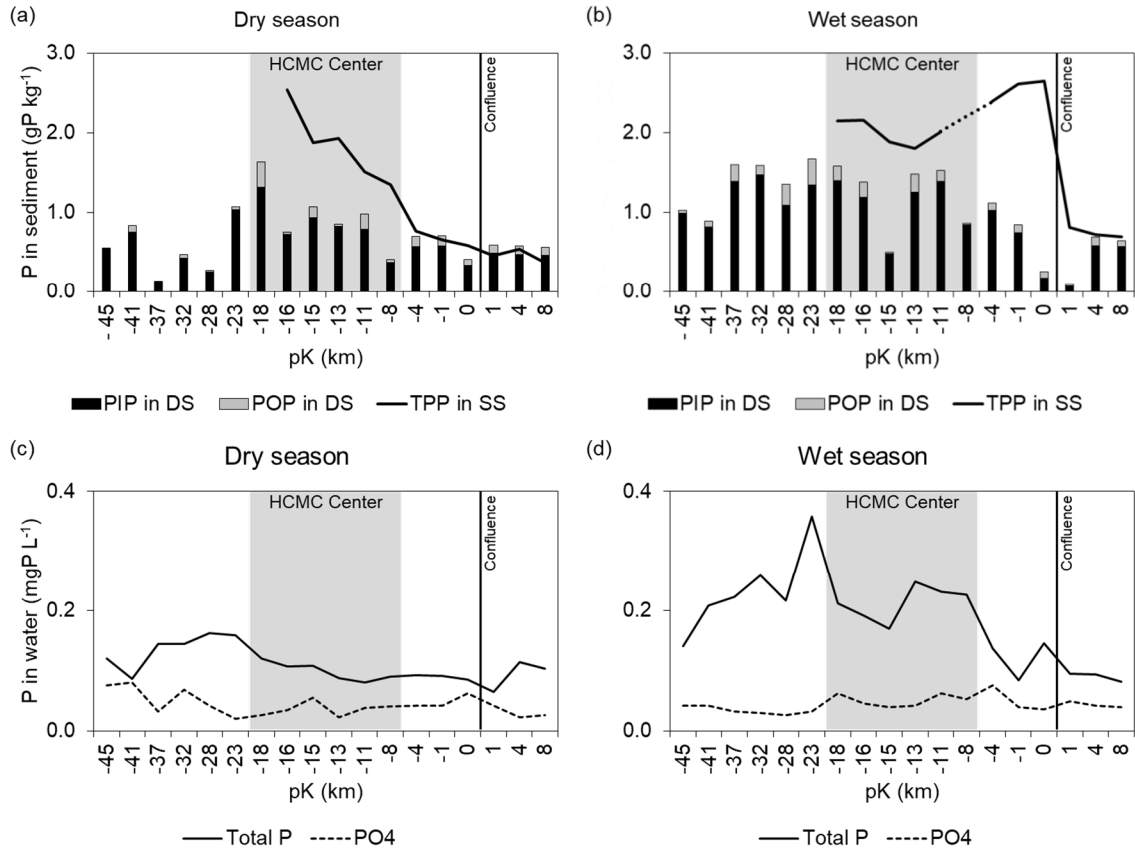 (a)
Dry season
3.0
2.0
1.0
0.0
P in sediment (gP kg-1)
HCMC Center
Confluence
- 45
-41
-37
-32
-28
-23
-18
-16
-15
-13
-11
-8
-4
-1
0
1
4
8
pK (km)
PIP in DS
POP in DS
TPP in SS
(b)
Wet season
3.0
2.0
1.0
0.0
HCMC Center
Confluence
- 45
-41
-37
-32
-28
-23
-18
-16
-15
-13
-11
-8
-4
-1
0
1
4
8
pK (km)
PIP in DS
POP in DS
TPP in SS
(c)
Dry season
0.4
0.2
0.0
P in water (mgP L-1)
HCMC Center
Confluence
-45
-41
-37
-32
-28
-23
-18
-16
-15
-13
-11
-8
-4
-1
0
1
4
8
pK (km)
Total P
PO4
(d)
Wet season
0.4
0.2
0.0
HCMC Center
Confluence
-45
-41
-37
-32
-28
-23
-18
-16
-15
-13
-11
-8
-4
-1
0
1
4
8
pK (km)
Total P
PO4